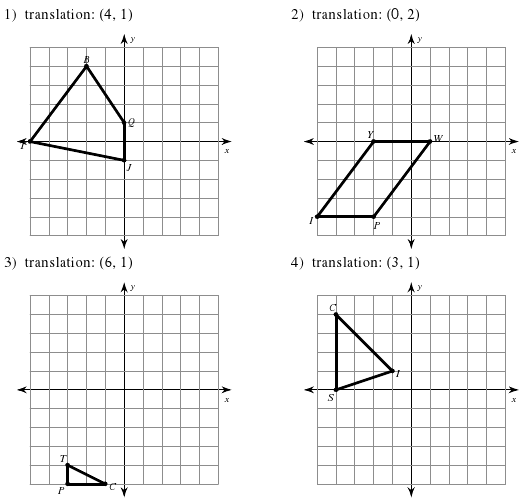 1) translation: (4, 1)
2) translation: (0, 2)
y
B
Q
x
J
y
Y
W
x
I
P
3) translation: (6, 1)
4) translation: (3, 1)
y
x
T
P
C
y
C
I
x
S